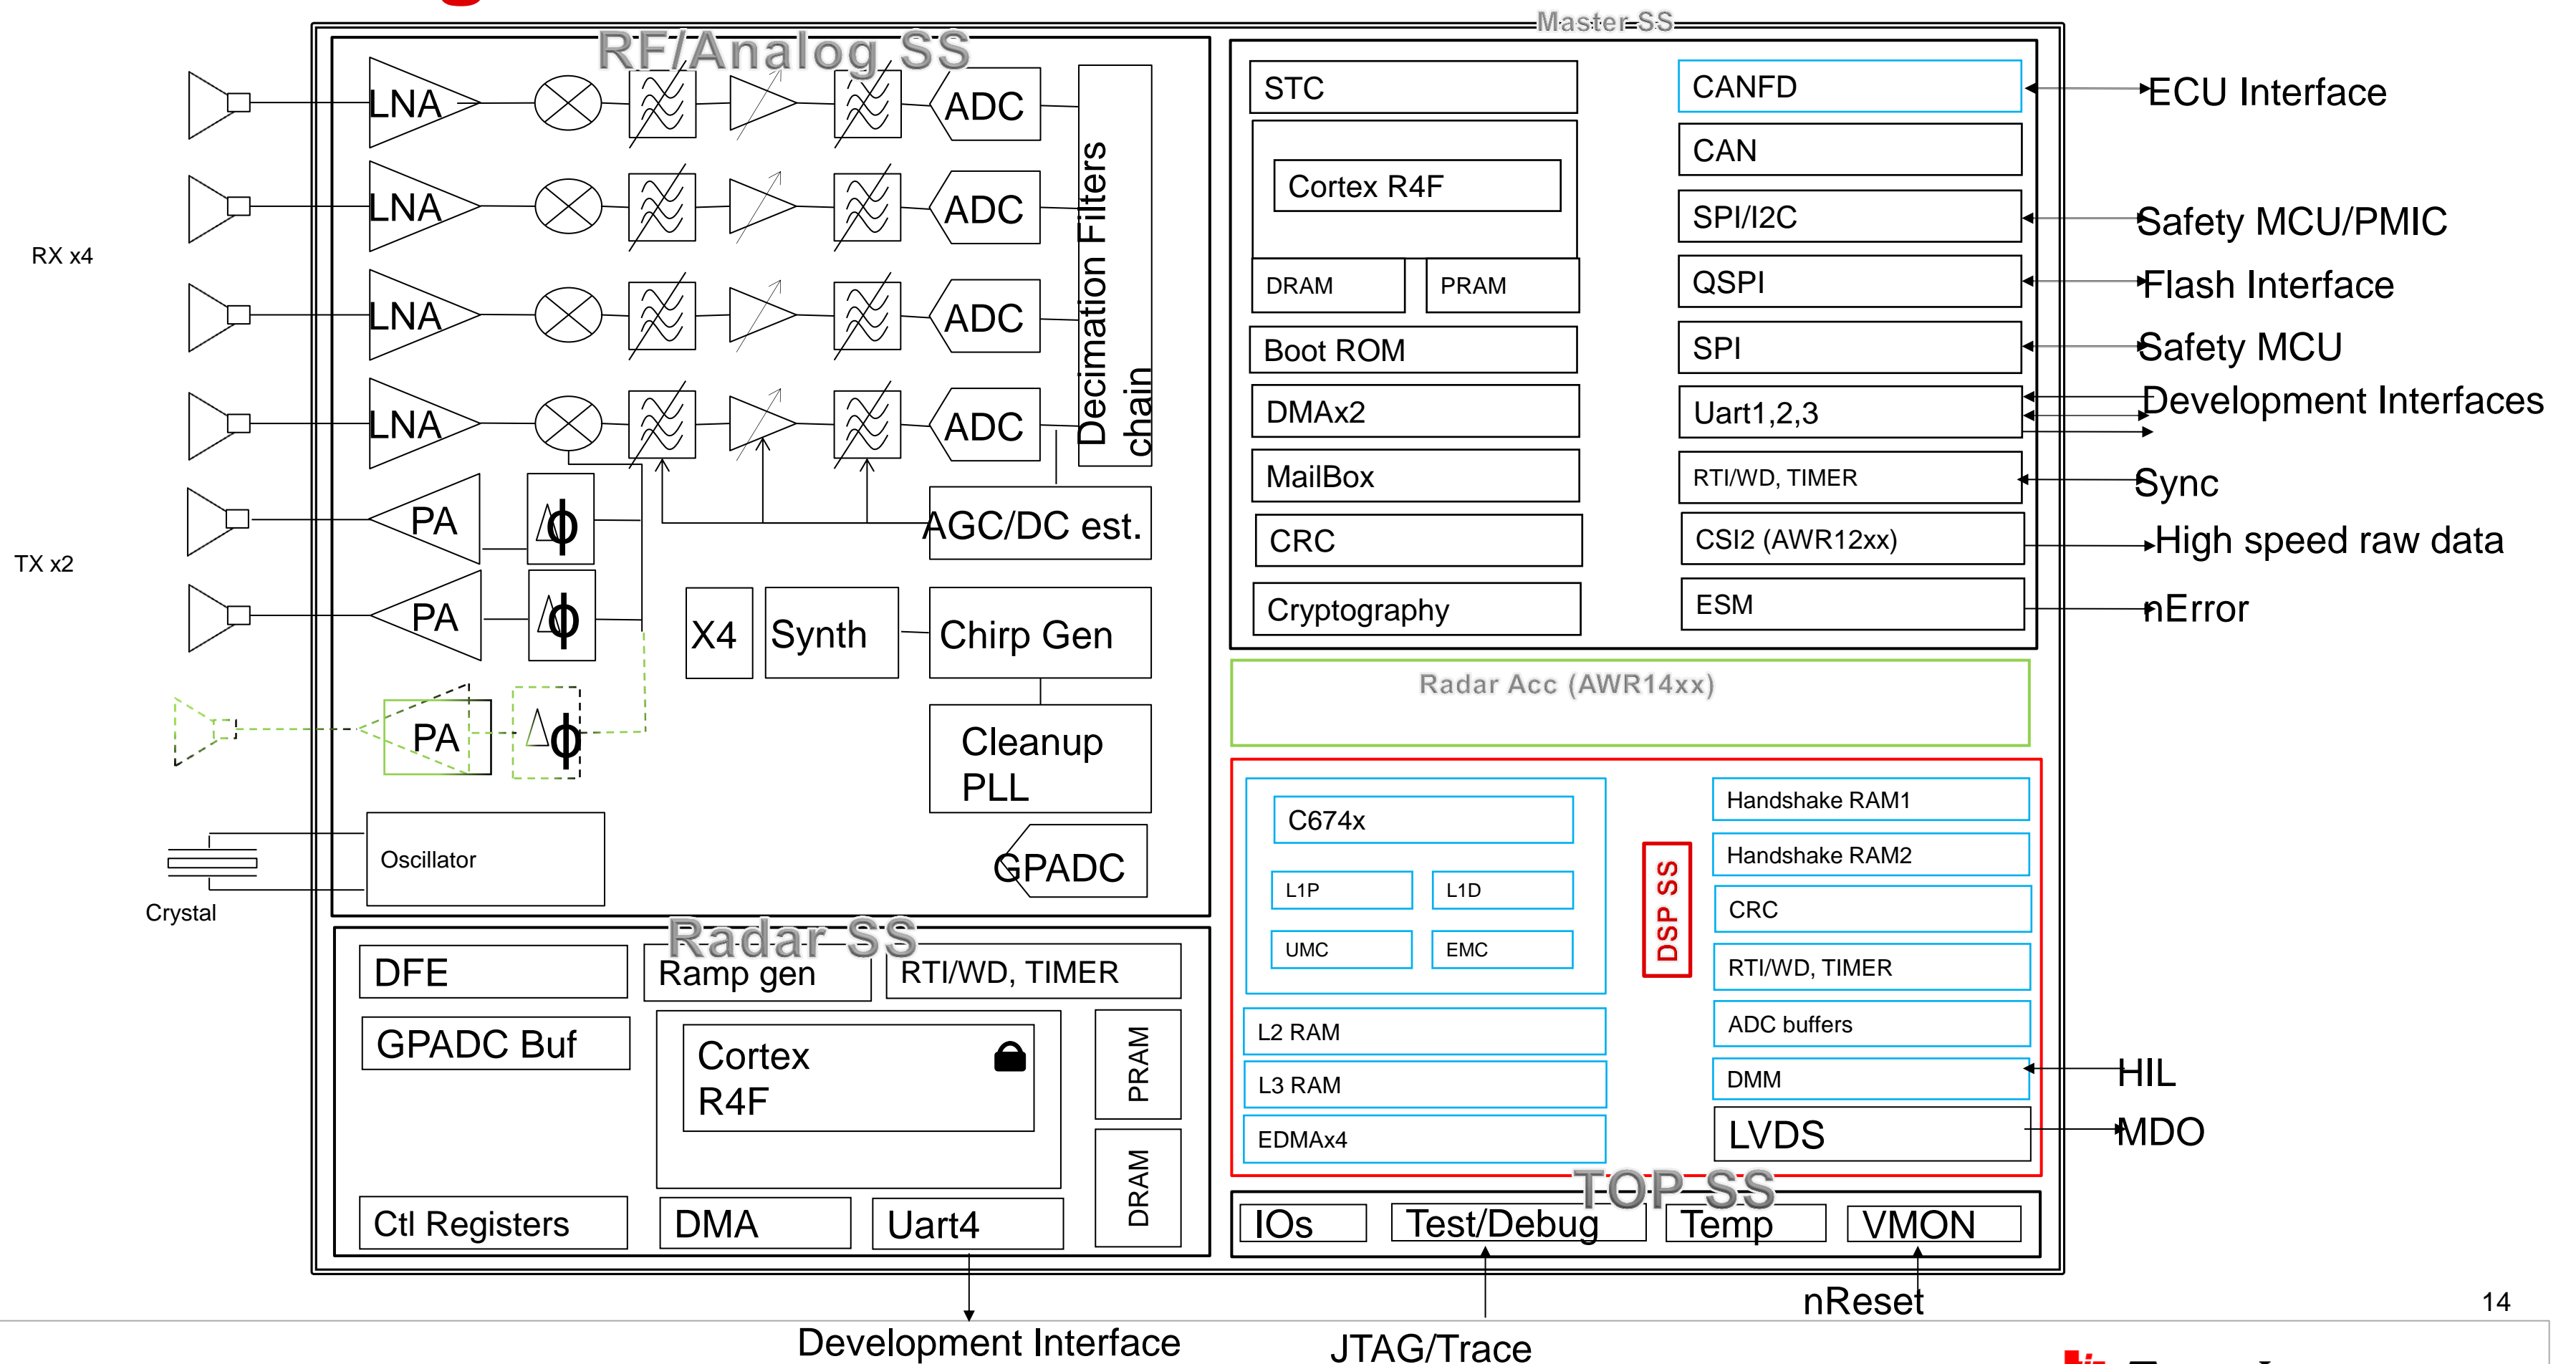 Master SS
RF/Analog SS
LNA
ADC
STC
CANFD
ECU Interface
CAN
LNA
ADC
Cortex R4F
SPI/I2C
Safety MCU/PMIC
RX x4
DRAM
PRAM
QSPI
Flash Interface
LNA
ADC
Decimation Filters
chain
Boot ROM
SPI
Safety MCU
LNA
ADC
DMAx2
Uart1,2,3
Development Interfaces
MailBox
RTI/WD, TIMER
Sync
PA
Δϕ
AGC/DC est.
CRC
CSI2 (AWR12xx)
High speed raw data
TX x2
PA
Δϕ
X4
Synth
Chirp Gen
Cryptography
ESM
nError
Radar Acc (AWR14xx)
PA
Δϕ
Cleanup
PLL
C674x
Handshake RAM1
Oscillator
GPADC
Handshake RAM2
L1P
L1D
DSP SS
CRC
Crystal
UMC
EMC
RTI/WD, TIMER
Radar SS
DFE
Ramp gen
RTI/WD, TIMER
L2 RAM
ADC buffers
GPADC Buf
Cortex
R4F
PRAM
L3 RAM
DMM
HIL
EDMAx4
LVDS
MDO
DRAM
TOP SS
Ctl Registers
DMA
Uart4
IOs
Test/Debug
Temp
VMON
nReset
14
Development Interface
JTAG/Trace